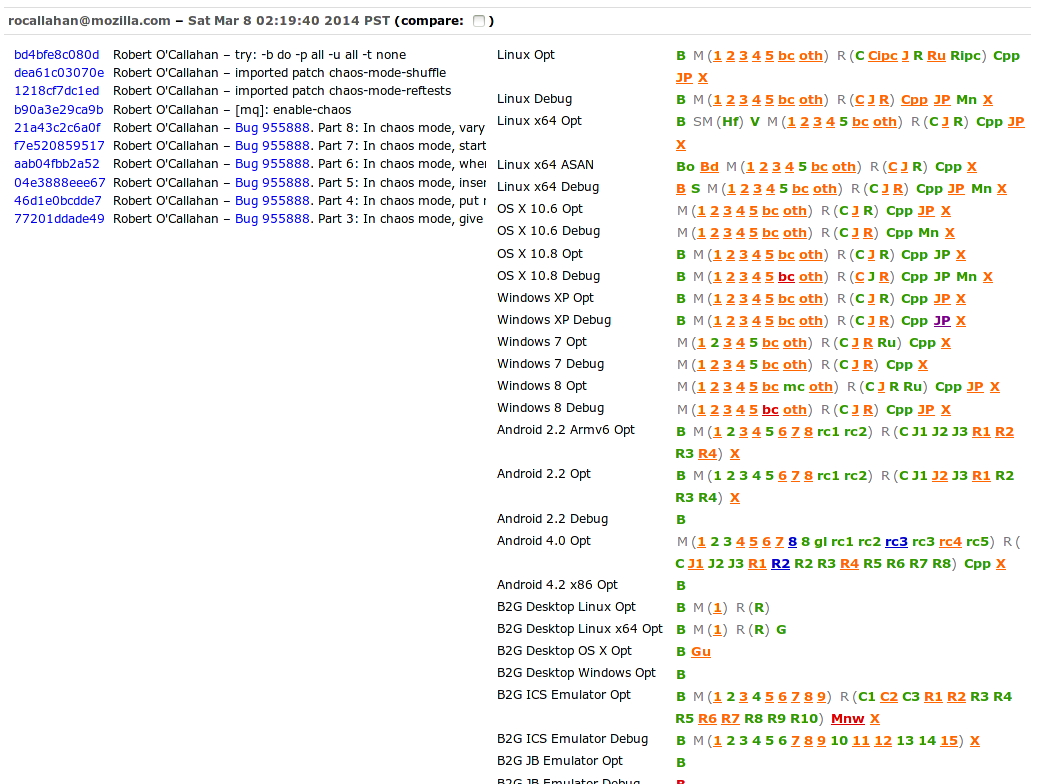 rocallahan@mozilla.com – Sat Mar 8 02:19:40 2014 PST (compare: )
bd4bfe8c080d Robert O'Callahan – try: -b do -p all -u all -t none
dea61c03070e Robert O'Callahan – imported patch chaos-mode-shuffle
1218cf7dc1ed Robert O'Callahan – imported patch chaos-mode-reftests
b90a3e29ca9b Robert O'Callahan – [mq]: enable-chaos
21a43c2c6a0f Robert O'Callahan – Bug 955888. Part 8: In chaos mode, vary
f7e520859517 Robert O'Callahan – Bug 955888. Part 7: In chaos mode, start
aab04fbb2a52 Robert O'Callahan – Bug 955888. Part 6: In chaos mode, when
04e3888eee67 Robert O'Callahan – Bug 955888. Part 5: In chaos mode, inser
46d1e0bcdde7 Robert O'Callahan – Bug 955888. Part 4: In chaos mode, put r
77201ddade49 Robert O'Callahan – Bug 955888. Part 3: In chaos mode, give
Linux Opt B M (1 2 3 4 5 bc oth) R (C Cipc J R Ru Ripc) Cpp
JP X
Linux Debug B M (1 2 3 4 5 bc oth) R (C J R) Cpp JP Mn X
Linux x64 Opt B SM (Hf) V M (1 2 3 4 5 bc oth) R (C J R) Cpp JP
X
Linux x64 ASAN Bo Bd M (1 2 3 4 5 bc oth) R (C J R) Cpp X
Linux x64 Debug B S M (1 2 3 4 5 bc oth) R (C J R) Cpp JP Mn X
OS X 10.6 Opt M (1 2 3 4 5 bc oth) R (C J R) Cpp JP X
OS X 10.6 Debug M (1 2 3 4 5 bc oth) R (C J R) Cpp Mn X
OS X 10.8 Opt B M (1 2 3 4 5 bc oth) R (C J R) Cpp JP X
OS X 10.8 Debug B M (1 2 3 4 5 bc oth) R (C J R) Cpp JP Mn X
Windows XP Opt B M (1 2 3 4 5 bc oth) R (C J R) Cpp JP X
Windows XP Debug B M (1 2 3 4 5 bc oth) R (C J R) Cpp JP X
Windows 7 Opt M (1 2 3 4 5 bc oth) R (C J R Ru) Cpp X
Windows 7 Debug M (1 2 3 4 5 bc oth) R (C J R) Cpp X
Windows 8 Opt M (1 2 3 4 5 bc mc oth) R (C J R Ru) Cpp JP X
Windows 8 Debug M (1 2 3 4 5 bc oth) R (C J R) Cpp JP X
Android 2.2 Armv6 Opt B M (1 2 3 4 5 6 7 8 rc1 rc2) R (C J1 J2 J3 R1 R2
R3 R4) X
Android 2.2 Opt B M (1 2 3 4 5 6 7 8 rc1 rc2) R (C J1 J2 J3 R1 R2
R3 R4) X
Android 2.2 Debug B
Android 4.0 Opt M (1 2 3 4 5 6 7 8 8 gl rc1 rc2 rc3 rc3 rc4 rc5) R (
C J1 J2 J3 R1 R2 R2 R3 R4 R5 R6 R7 R8) Cpp X
Android 4.2 x86 Opt B
B2G Desktop Linux Opt B M (1) R (R)
B2G Desktop Linux x64 Opt B M (1) R (R) G
B2G Desktop OS X Opt B Gu
B2G Desktop Windows Opt B
B2G ICS Emulator Opt B M (1 2 3 4 5 6 7 8 9) R (C1 C2 C3 R1 R2 R3 R4
R5 R6 R7 R8 R9 R10) Mnw X
B2G ICS Emulator Debug B M (1 2 3 4 5 6 7 8 9 10 11 12 13 14 15) X
B2G JB Emulator Opt B
B2G JB Emulator Debug B